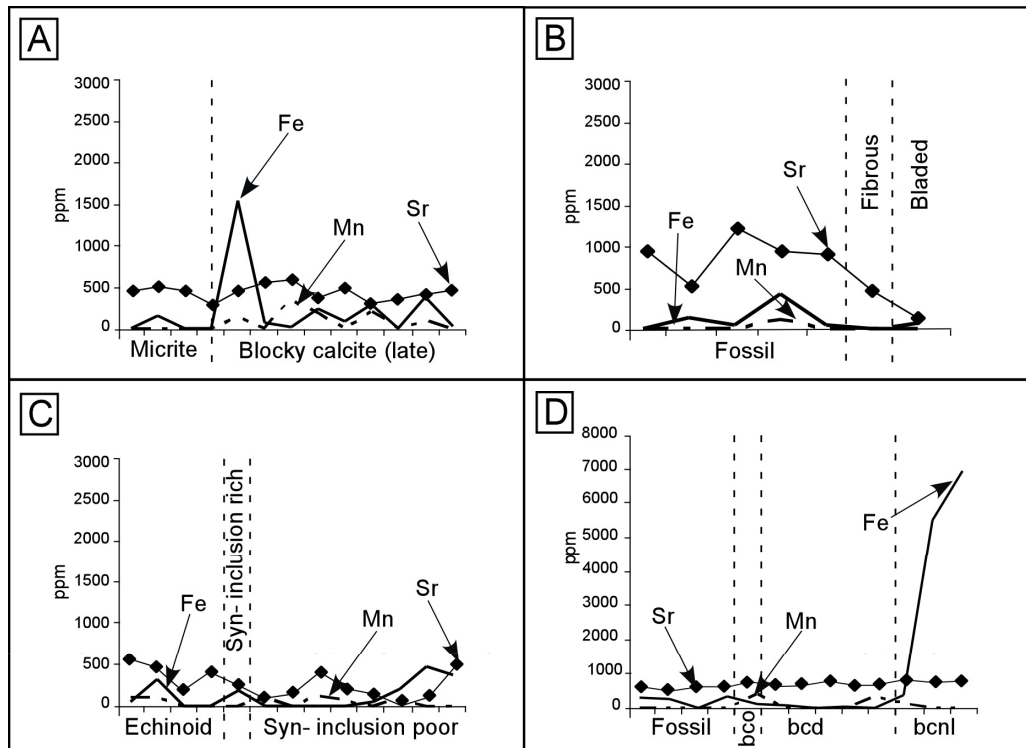 A
3000
2500
2000
1500
1000
500
0
ppm
Fe
Mn
Sr
Micrite
Blocky calcite (late)
B
3000
2500
2000
1500
1000
500
0
ppm
Fe
Sr
Mn
Fossil
Fibrous
Bladed
C
3000
2500
2000
1500
1000
500
0
ppm
Fe
Syn- inclusion rich
Mn
Sr
Echinoid
Syn- inclusion poor
D
8000
7000
6000
5000
4000
3000
2000
1000
0
ppm
Sr
Mn
Fe
Fossil
bco
bcd
bcnl